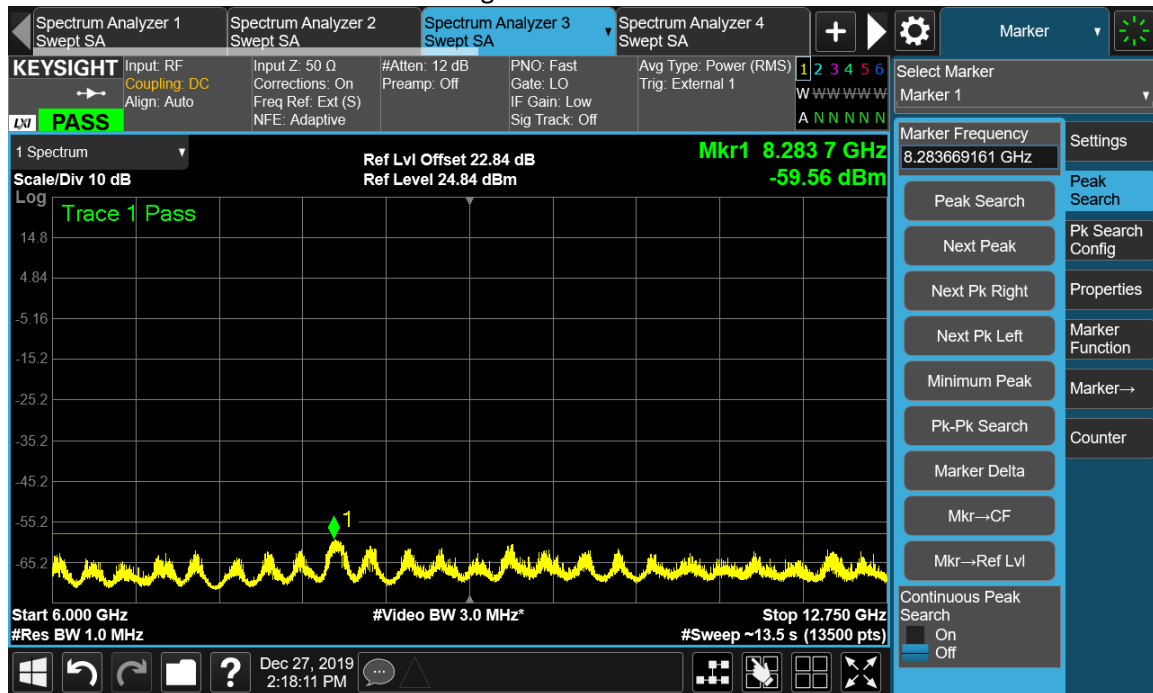 Spectrum Analyzer 1
Swept SA
Spectrum Analyzer 2
Swept SA
Spectrum Analyzer 3
Swept SA
Spectrum Analyzer 4
Swept SA
+
Marker
KEYSIGHT
LXI
PASS
Input: RF
Coupling: DC
Align: Auto
Input Z: 50 Ω
Corrections: On
Freq Ref: Ext (S)
NFE: Adaptive
#Atten: 12 dB
Preamp: Off
PNO: Fast
Gate: LO
IF Gain: Low
Sig Track: Off
Avg Type: Power (RMS)
Trig: External 1
1 2 3 4 5 6
W W W W W W
A N N N N N
Select Marker
Marker 1
1 Spectrum
Scale/Div 10 dB
Log
Ref Lvl Offset 22.84 dB
Ref Level 24.84 dBm
Mkr1 8.283 7 GHz
-59.56 dBm
Trace 1 Pass
14.8
4.84
-5.16
-15.2
-25.2
-35.2
-45.2
-55.2
-65.2
1
Start 6.000 GHz
#Res BW 1.0 MHz
#Video BW 3.0 MHz*
Stop 12.750 GHz
#Sweep ~13.5 s (13500 pts)
Marker Frequency
8.283669161 GHz
Peak Search
Next Peak
Next Pk Right
Next Pk Left
Minimum Peak
Pk-Pk Search
Marker Delta
Mkr→CF
Mkr→Ref Lvl
Continuous Peak
Search
On
Off
Settings
Peak
Search
Pk Search
Config
Properties
Marker
Function
Marker→
Counter
?
Dec 27, 2019
2:18:11 PM